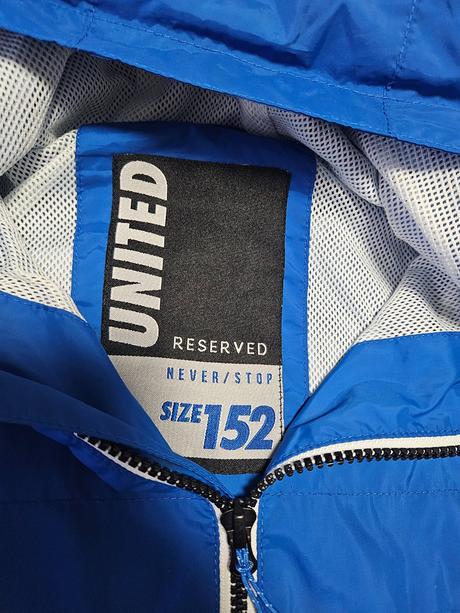 UNITED
RESERVED
NEVER/STOP
SIZE 152